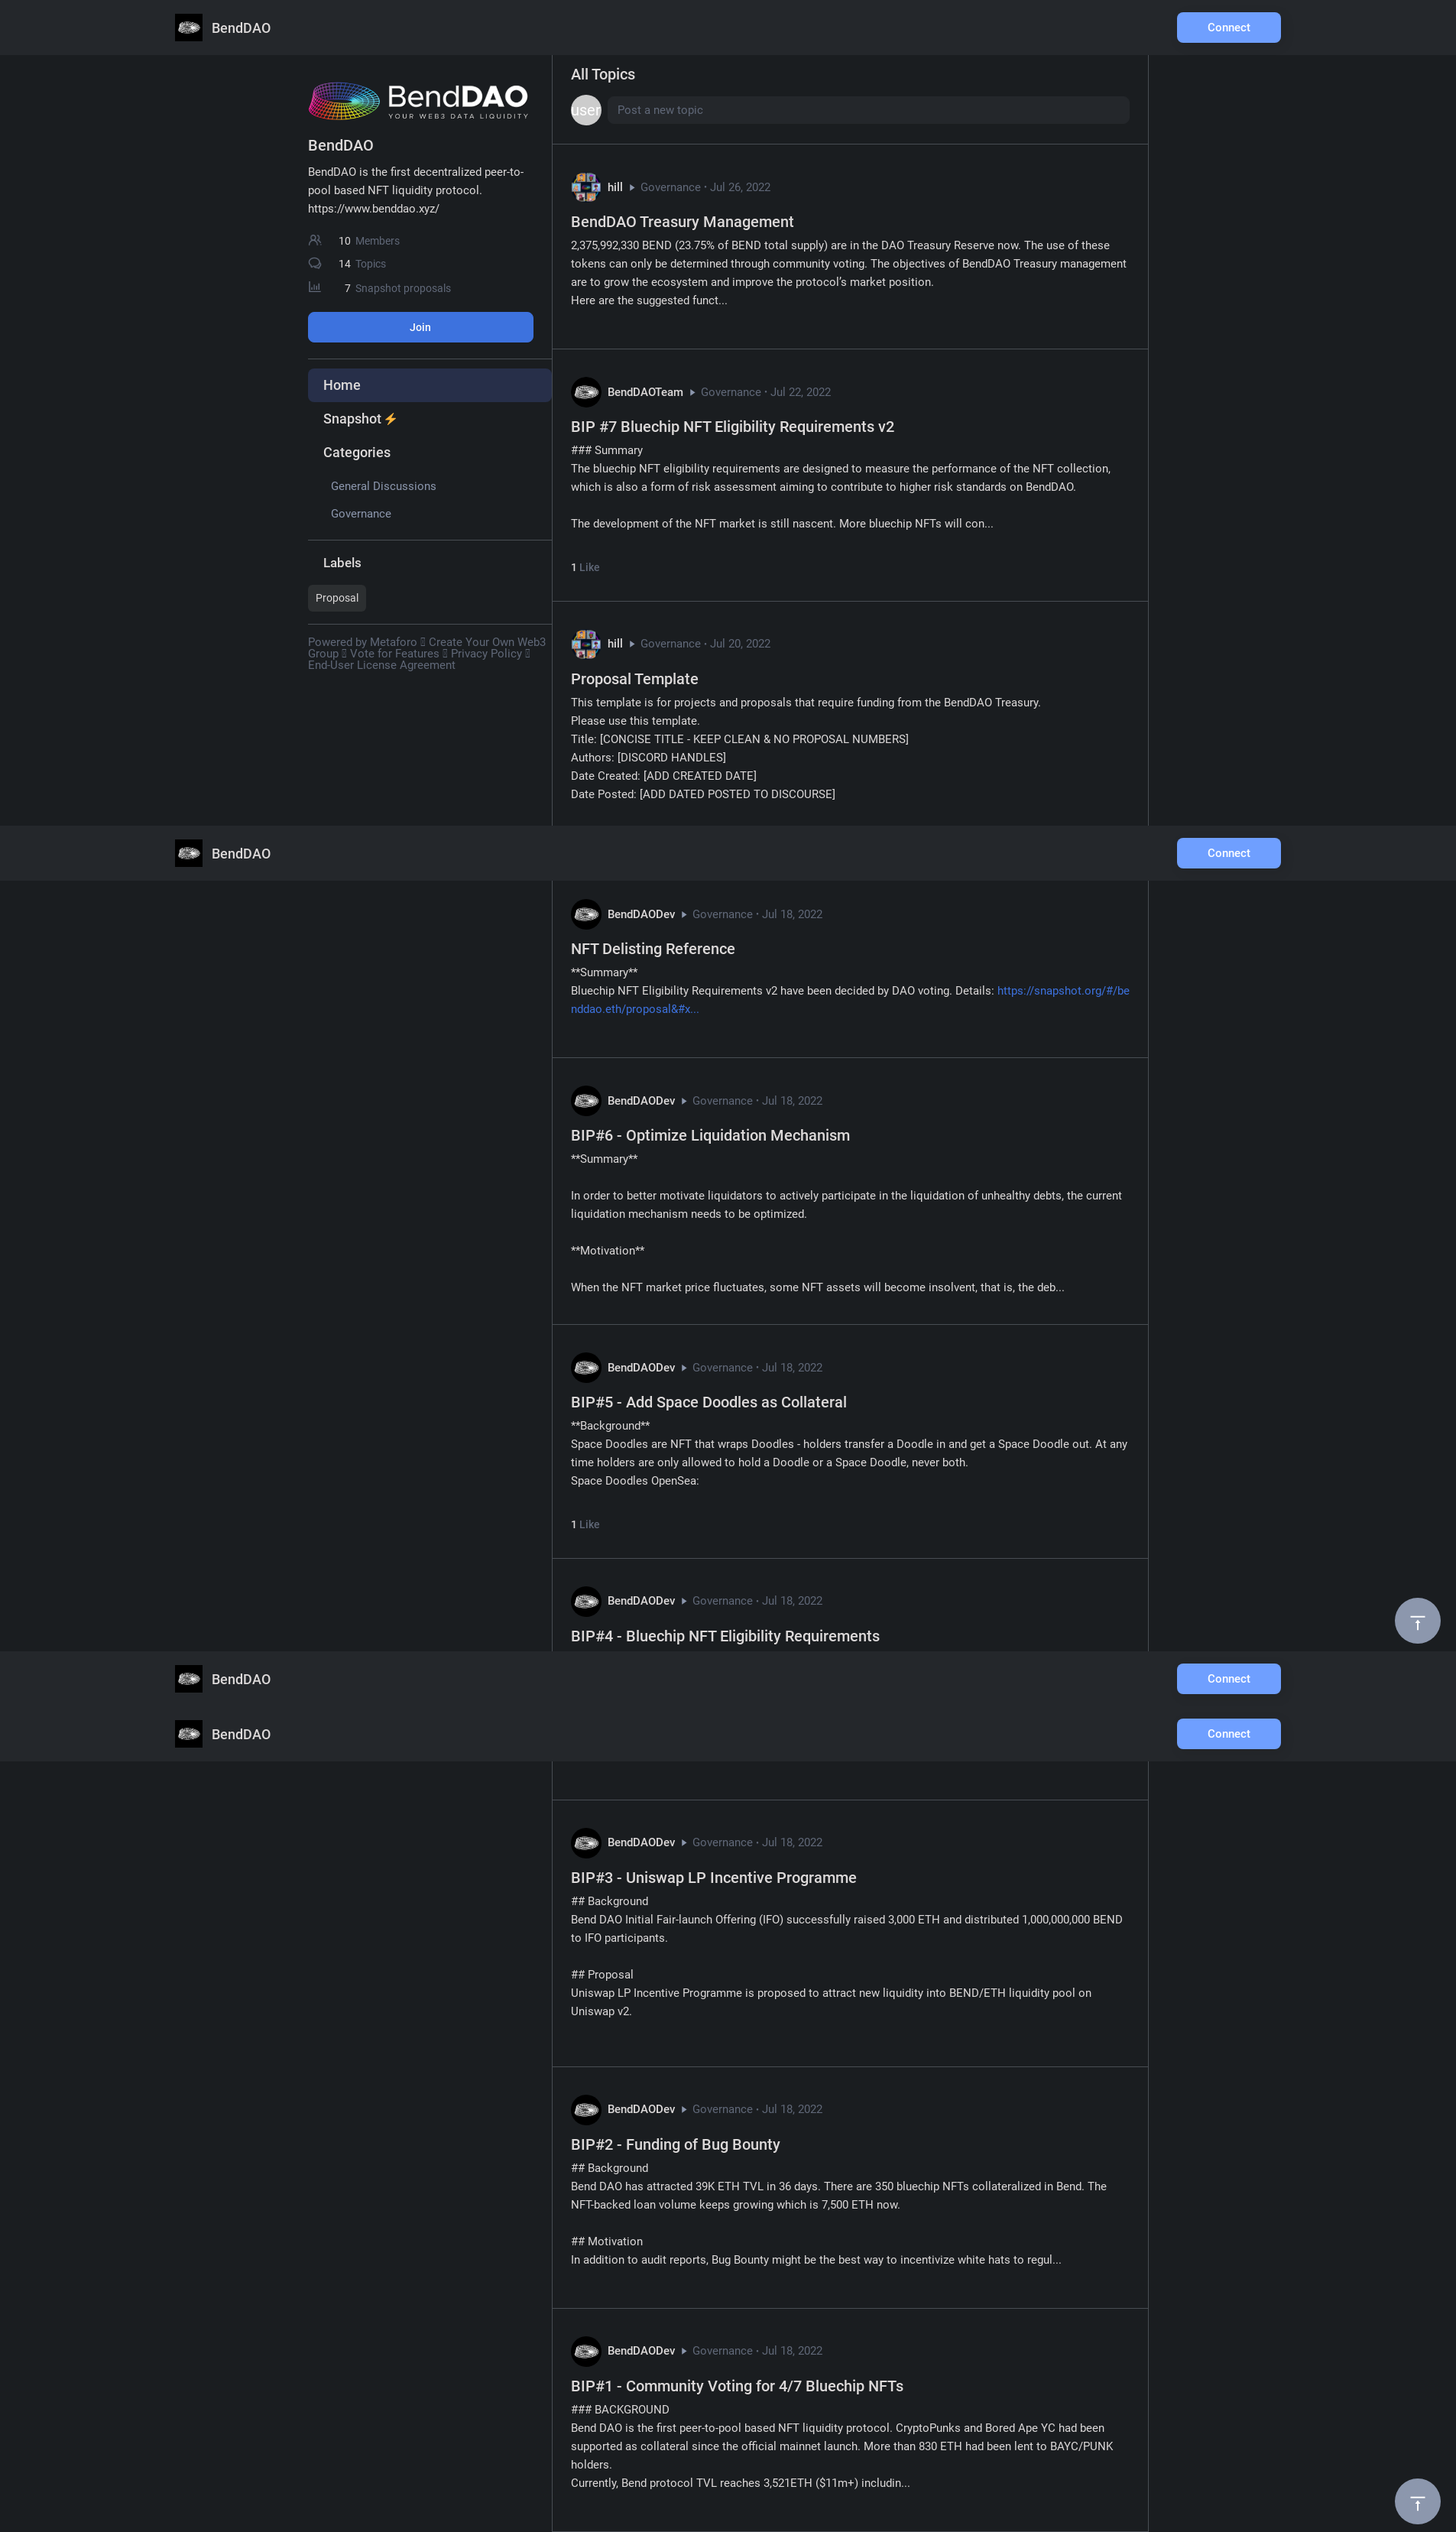 BendDAO
Connect
BendDAO
YOUR WEB3 DATA LIQUIDITY
BendDAO
BendDAO is the first decentralized peer-to-
pool based NFT liquidity protocol.
https://www.benddao.xyz/
10 Members
14 Topics
7 Snapshot proposals
Join
Home
Snapshot⚡
Categories
General Discussions
Governance
Labels
Proposal
Powered by Metaforo Create Your Own Web3
Group Vote for Features Privacy Policy
End-User License Agreement
All Topics
user
Post a new topic
hill Governance · Jul 26, 2022
BendDAO Treasury Management
2,375,992,330 BEND (23.75% of BEND total supply) are in the DAO Treasury Reserve now. The use of these
tokens can only be determined through community voting. The objectives of BendDAO Treasury management
are to grow the ecosystem and improve the protocol's market position.
Here are the suggested funct...
BendDAOTeam Governance · Jul 22, 2022
BIP #7 Bluechip NFT Eligibility Requirements v2
### Summary
The bluechip NFT eligibility requirements are designed to measure the performance of the NFT collection,
which is also a form of risk assessment aiming to contribute to higher risk standards on BendDAO.
The development of the NFT market is still nascent. More bluechip NFTs will con...
1 Like
hill Governance · Jul 20, 2022
Proposal Template
This template is for projects and proposals that require funding from the BendDAO Treasury.
Please use this template.
Title: [CONCISE TITLE - KEEP CLEAN & NO PROPOSAL NUMBERS]
Authors: [DISCORD HANDLES]
Date Created: [ADD CREATED DATE]
Date Posted: [ADD DATED POSTED TO DISCOURSE]
BendDAO
Connect
BendDAODev Governance · Jul 18, 2022
NFT Delisting Reference
**Summary**
Bluechip NFT Eligibility Requirements v2 have been decided by DAO voting. Details: https://snapshot.org/#/be
nddao.eth/proposal&#x...
BendDAODev Governance · Jul 18, 2022
BIP#6 - Optimize Liquidation Mechanism
**Summary**
In order to better motivate liquidators to actively participate in the liquidation of unhealthy debts, the current
liquidation mechanism needs to be optimized.
**Motivation**
When the NFT market price fluctuates, some NFT assets will become insolvent, that is, the deb...
BendDAODev Governance · Jul 18, 2022
BIP#5 - Add Space Doodles as Collateral
**Background**
Space Doodles are NFT that wraps Doodles - holders transfer a Doodle in and get a Space Doodle out. At any
time holders are only allowed to hold a Doodle or a Space Doodle, never both.
Space Doodles OpenSea:
1 Like
BendDAODev Governance · Jul 18, 2022
BIP#4 - Bluechip NFT Eligibility Requirements
BendDAO
Connect
BendDAO
Connect
BendDAODev Governance · Jul 18, 2022
BIP#3 - Uniswap LP Incentive Programme
## Background
Bend DAO Initial Fair-launch Offering (IFO) successfully raised 3,000 ETH and distributed 1,000,000,000 BEND
to IFO participants.
## Proposal
Uniswap LP Incentive Programme is proposed to attract new liquidity into BEND/ETH liquidity pool on
Uniswap v2.
BendDAODev Governance · Jul 18, 2022
BIP#2 - Funding of Bug Bounty
## Background
Bend DAO has attracted 39K ETH TVL in 36 days. There are 350 bluechip NFTs collateralized in Bend. The
NFT-backed loan volume keeps growing which is 7,500 ETH now.
## Motivation
In addition to audit reports, Bug Bounty might be the best way to incentivize white hats to regul...
BendDAODev Governance · Jul 18, 2022
BIP#1 - Community Voting for 4/7 Bluechip NFTs
### BACKGROUND
Bend DAO is the first peer-to-pool based NFT liquidity protocol. CryptoPunks and Bored Ape YC had been
supported as collateral since the official mainnet launch. More than 830 ETH had been lent to BAYC/PUNK
holders.
Currently, Bend protocol TVL reaches 3,521ETH ($11m+) includin...